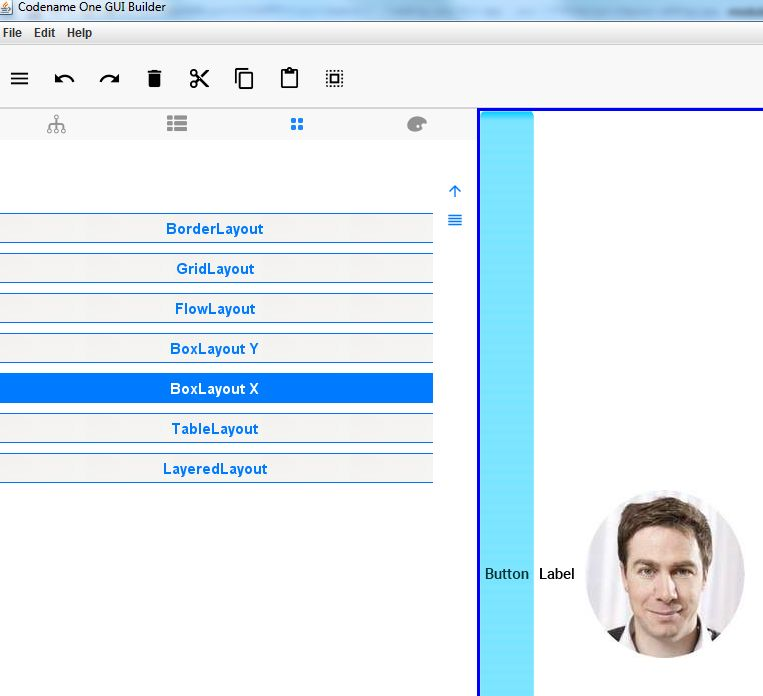 Codename One GUI Builder
File Edit Help
BorderLayout
GridLayout
FlowLayout
BoxLayout Y
BoxLayout X
TableLayout
LayeredLayout
Button Label